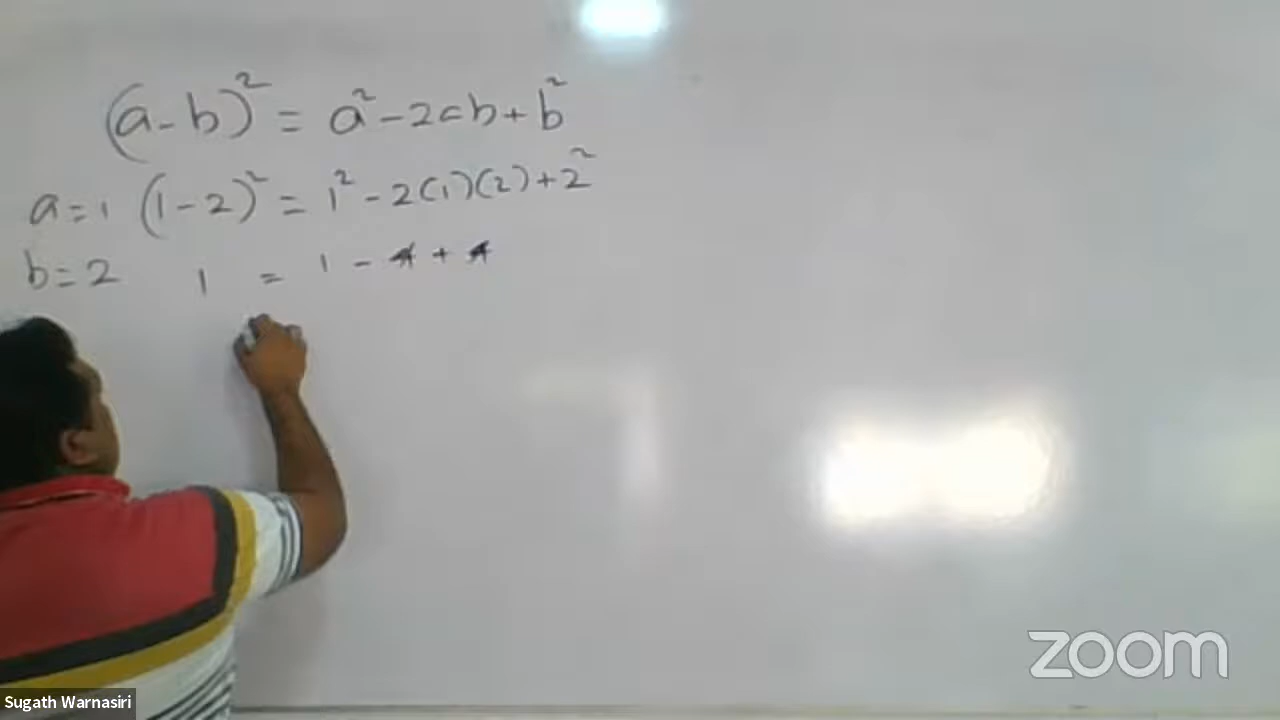 (a-b)² = a² - 2ab + b²
a=1 (1-2)² = 1² - 2(1)(2) + 2²
b=2 1 = 1 - 4 + 4
zoom
Sugath Warnasiri